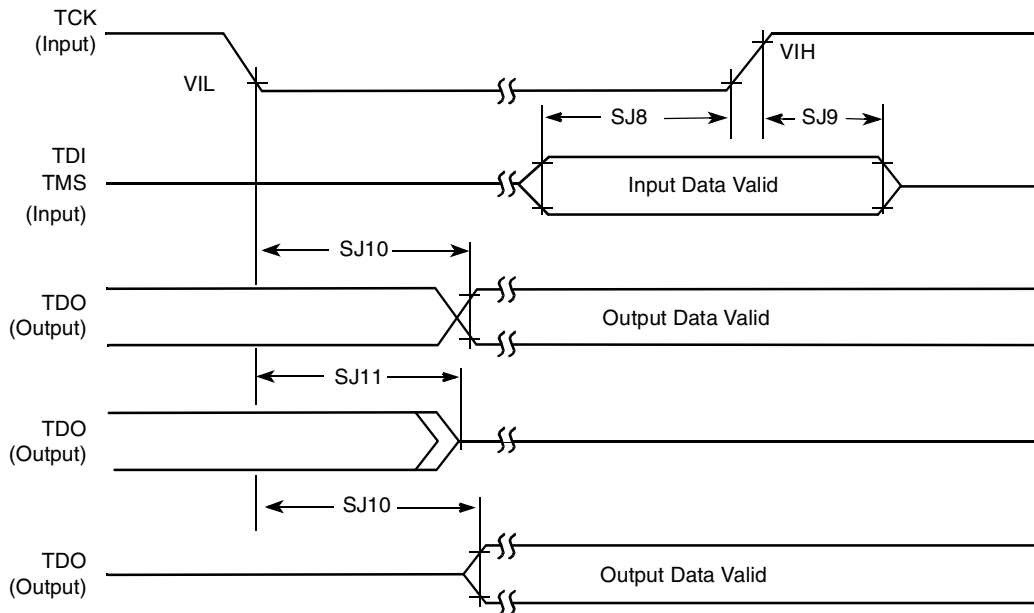 TCK
(Input)
VIL
VIH
SJ8
SJ9
TDI
TMS
(Input)
Input Data Valid
SJ10
TDO
(Output)
Output Data Valid
SJ11
TDO
(Output)
SJ10
TDO
(Output)
Output Data Valid